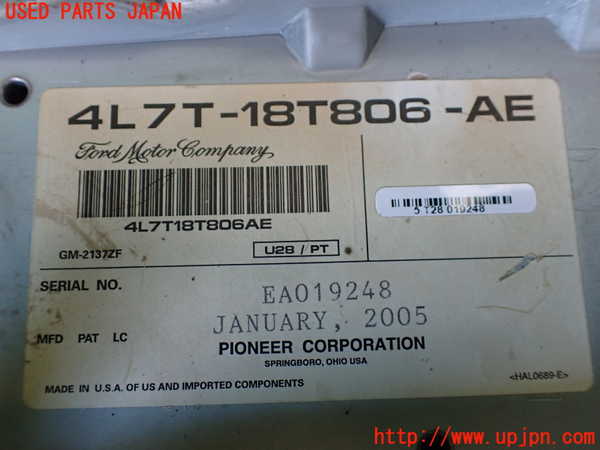 USED PARTS JAPAN
4L7T-18T806-AE
Ford Motor Company
4L7T18T806AE
5 T28 019248
GM-2137ZF
U28 / PT
SERIAL NO.
EA019248
JANUARY, 2005
MFD PAT LC
PIONEER CORPORATION
SPRINGBORO, OHIO USA
MADE IN U.S.A. OF US AND IMPORTED COMPONENTS
<HAL0689-E>
http://www.upjpn.com/